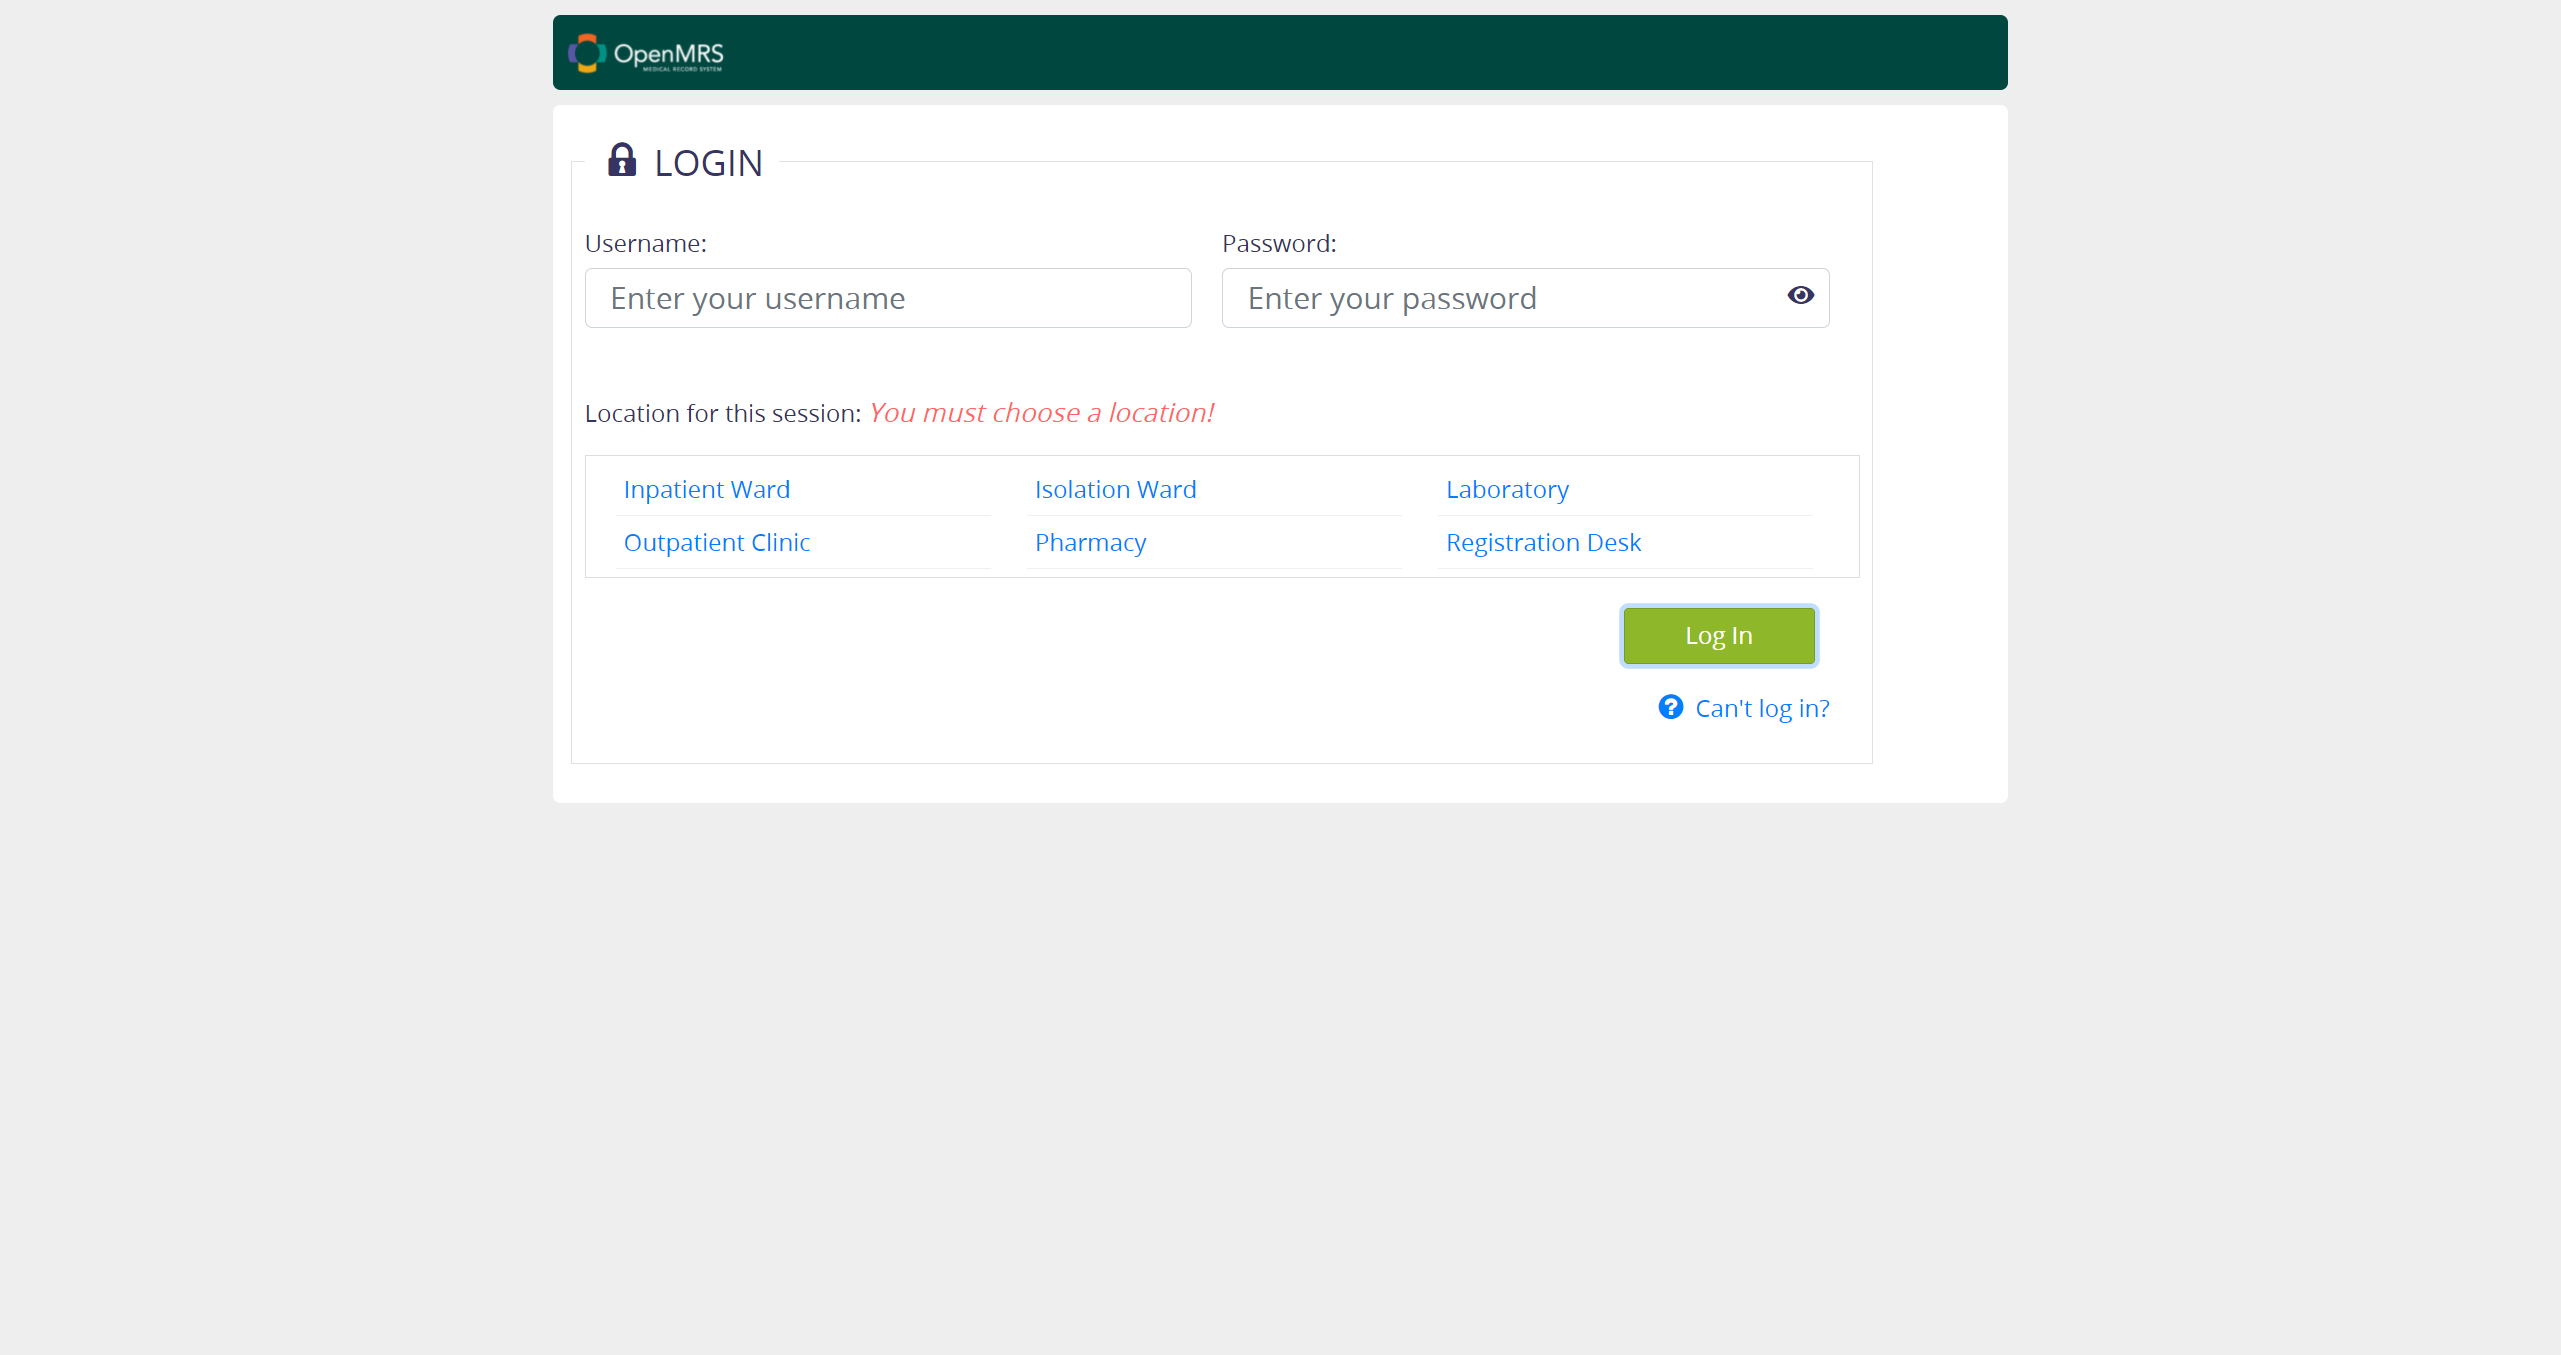 OpenMRS
MEDICAL RECORD SYSTEM
LOGIN
Username: Password:
Enter your username Enter your password
Location for this session: You must choose a location!
Inpatient Ward Isolation Ward Laboratory
Outpatient Clinic Pharmacy Registration Desk
Log In
Can't log in?